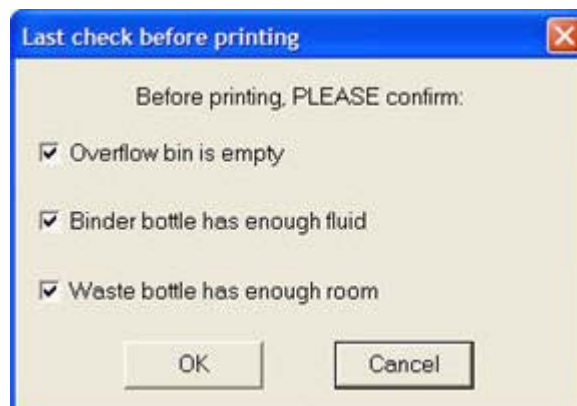 Last check before printing
Before printing, PLEASE confirm:
Overflow bin is empty
Binder bottle has enough fluid
Waste bottle has enough room
OK
Cancel